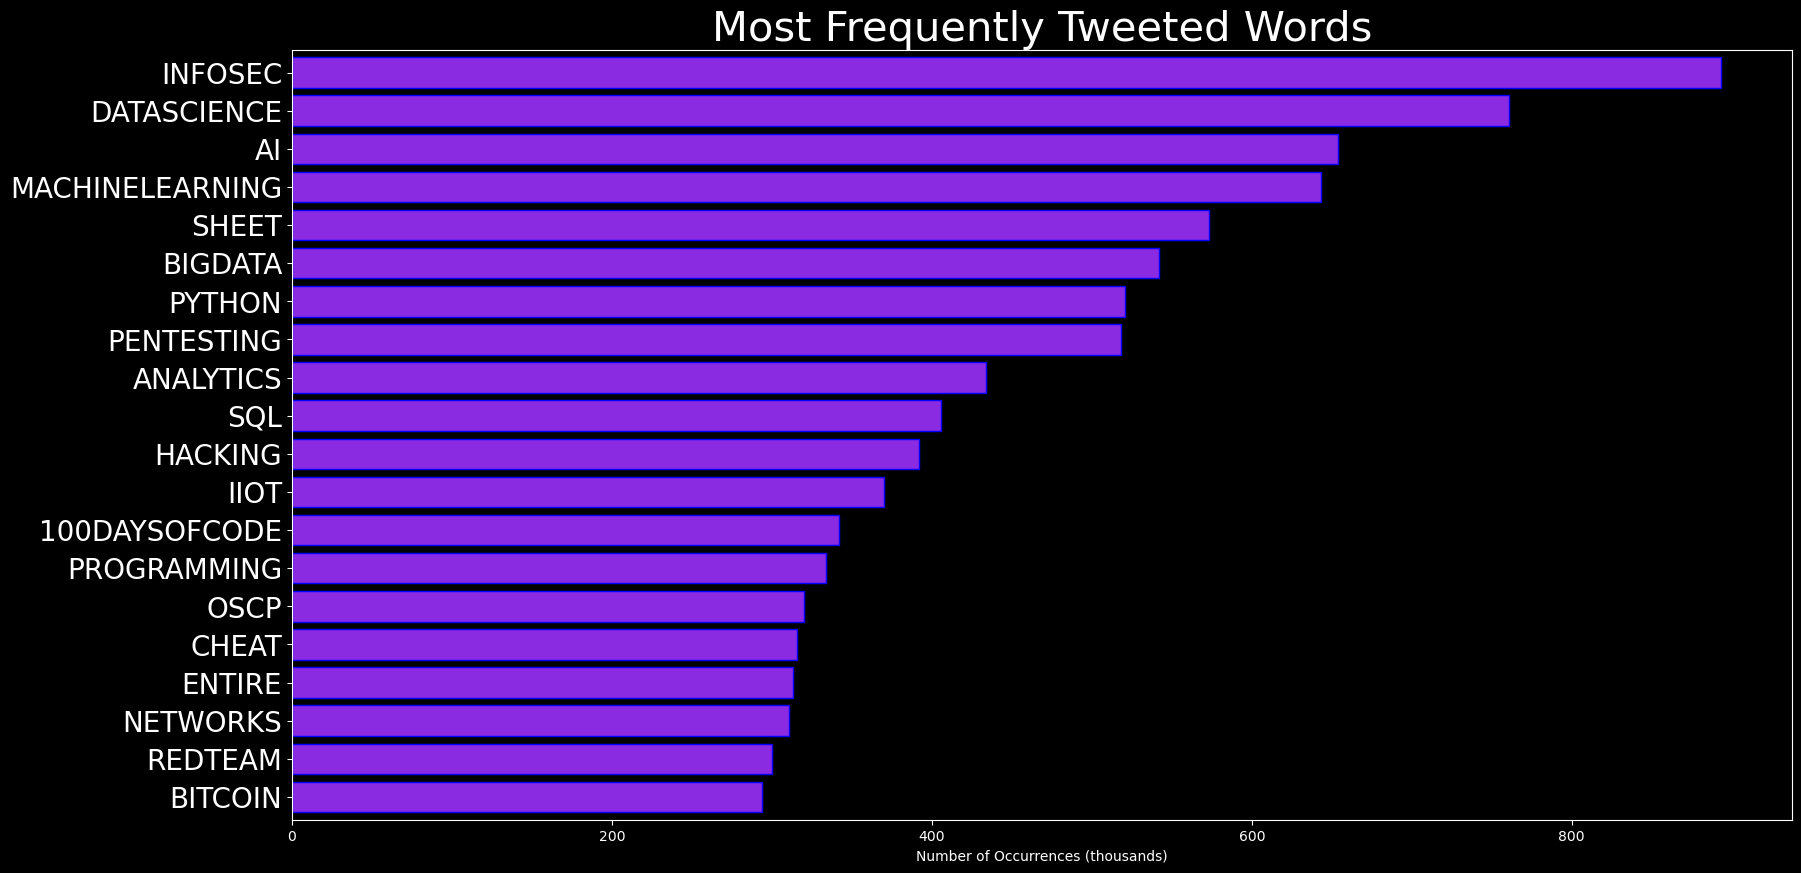 Most Frequently Tweeted Words
INFOSEC
DATASCIENCE
AI
MACHINELEARNING
SHEET
BIGDATA
PYTHON
PENTESTING
ANALYTICS
SQL
HACKING
IIOT
100DAYSOFCODE
PROGRAMMING
OSCP
CHEAT
ENTIRE
NETWORKS
REDTEAM
BITCOIN
0 200 400 600 800
Number of Occurrences (thousands)